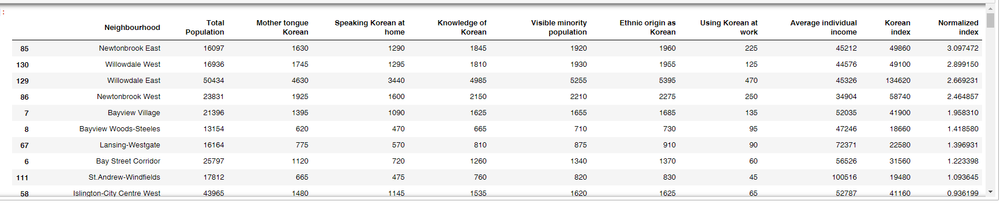 :
Neighbourhood Total Population Mother tongue Korean Speaking Korean at home Knowledge of Korean Visible minority population Ethnic origin as Korean Using Korean at work Average individual income Korean index Normalized index
85 Newtonbrook East 16097 1630 1290 1845 1920 1960 225 45212 49860 3.097472
130 Willowdale West 16936 1745 1295 1810 1930 1955 125 44576 49100 2.899150
129 Willowdale East 50434 4630 3440 4985 5255 5395 470 45326 134620 2.669231
86 Newtonbrook West 23831 1925 1600 2150 2210 2275 250 34904 58740 2.464857
7 Bayview Village 21396 1395 1090 1625 1655 1685 135 52035 41900 1.958310
8 Bayview Woods-Steeles 13154 620 470 665 710 730 95 47246 18660 1.418580
67 Lansing-Westgate 16164 775 570 810 875 910 90 72371 22580 1.396931
6 Bay Street Corridor 25797 1120 720 1260 1340 1370 60 56526 31560 1.223398
111 St.Andrew-Windfields 17812 665 475 760 820 830 45 100516 19480 1.093645
58 Islington-City Centre West 43965 1480 1145 1535 1620 1625 65 52787 41160 0.936199